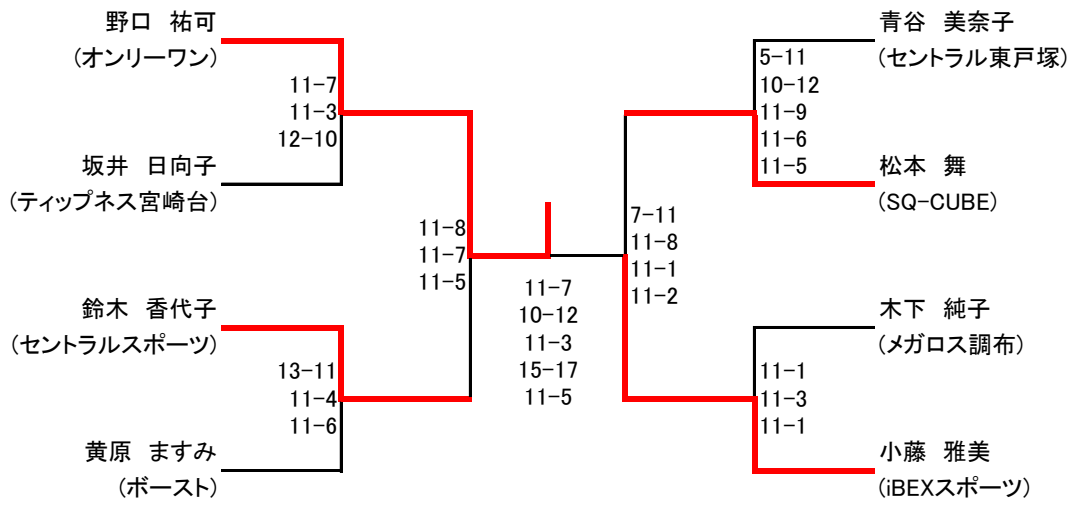 野口　祐可
(オンリーワン)
11-7
11-3
12-10
坂井　日向子
(ティップネス宮崎台)
11-8
11-7
11-5
鈴木　香代子
(セントラルスポーツ)
13-11
11-4
11-6
黄原　ますみ
(ボースト)
11-7
10-12
11-3
15-17
11-5
青谷　美奈子
(セントラル東戸塚)
5-11
10-12
11-9
11-6
11-5
松本　舞
(SQ-CUBE)
7-11
11-8
11-1
11-2
木下　純子
(メガロス調布)
11-1
11-3
11-1
小藤　雅美
(iBEXスポーツ)